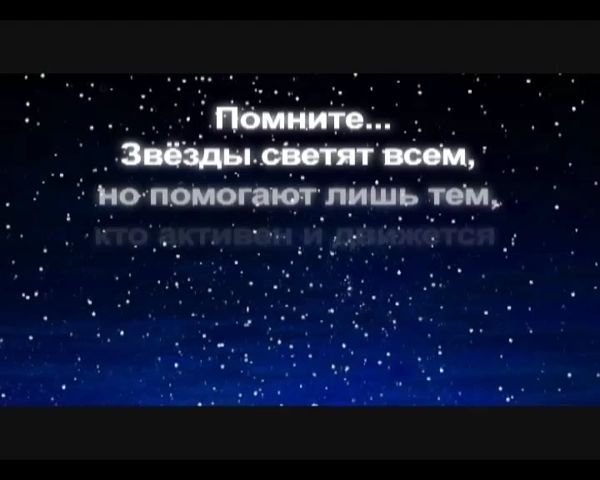 Помните...
Звёзды светят всем,
но помогают лишь тем,
кто активен и движется